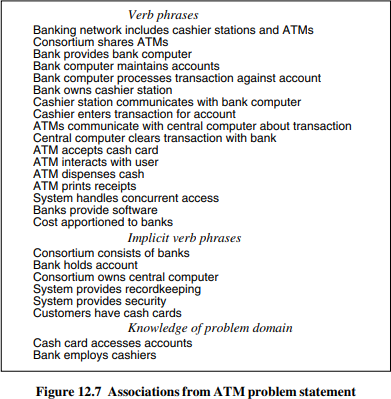 Verb phrases
Banking network includes cashier stations and ATMs
Consortium shares ATMs
Bank provides bank computer
Bank computer maintains accounts
Bank computer processes transaction against account
Bank owns cashier station
Cashier station communicates with bank computer
Cashier enters transaction for account
ATMs communicate with central computer about transaction
Central computer clears transaction with bank
ATM accepts cash card
ATM interacts with user
ATM dispenses cash
ATM prints receipts
System handles concurrent access
Banks provide software
Cost apportioned to banks
Implicit verb phrases
Consortium consists of banks
Bank holds account
Consortium owns central computer
System provides recordkeeping
System provides security
Customers have cash cards
Knowledge of problem domain
Cash card accesses accounts
Bank employs cashiers
Figure 12.7 Associations from ATM problem statement